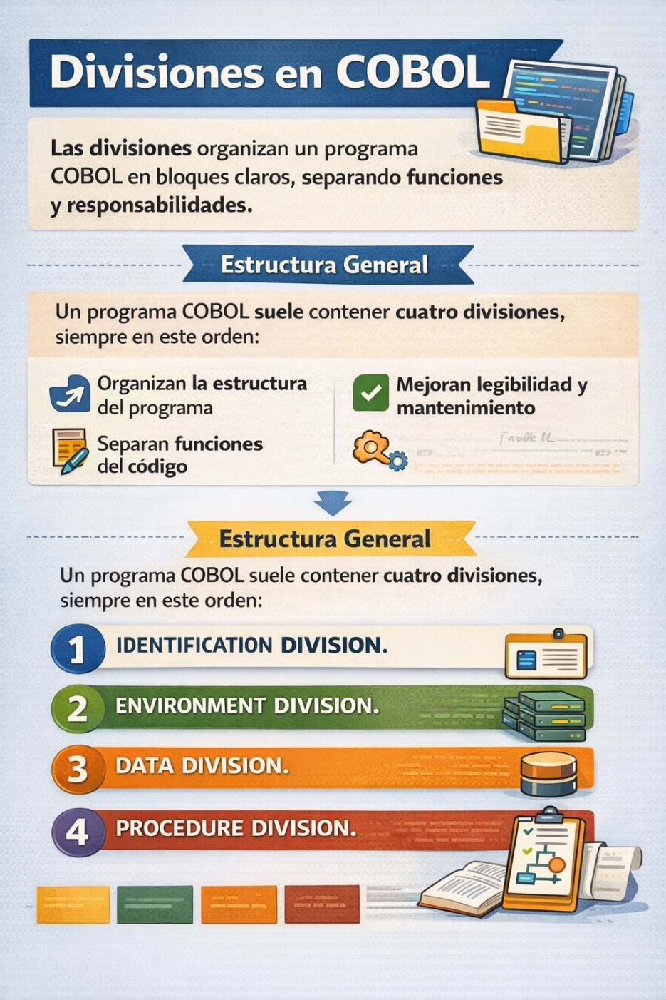 Divisiones en COBOL
Las divisiones organizan un programa
COBOL en bloques claros, separando funciones
y responsabilidades.
Estructura General
Un programa COBOL suele contener cuatro divisiones,
siempre en este orden:
Organizan la estructura
del programa
Mejoran legibilidad y
mantenimiento
Separan funciones
del código
Estructura General
Un programa COBOL suele contener cuatro divisiones,
siempre en este orden:
1 IDENTIFICATION DIVISION.
2 ENVIRONMENT DIVISION.
3 DATA DIVISION.
4 PROCEDURE DIVISION.